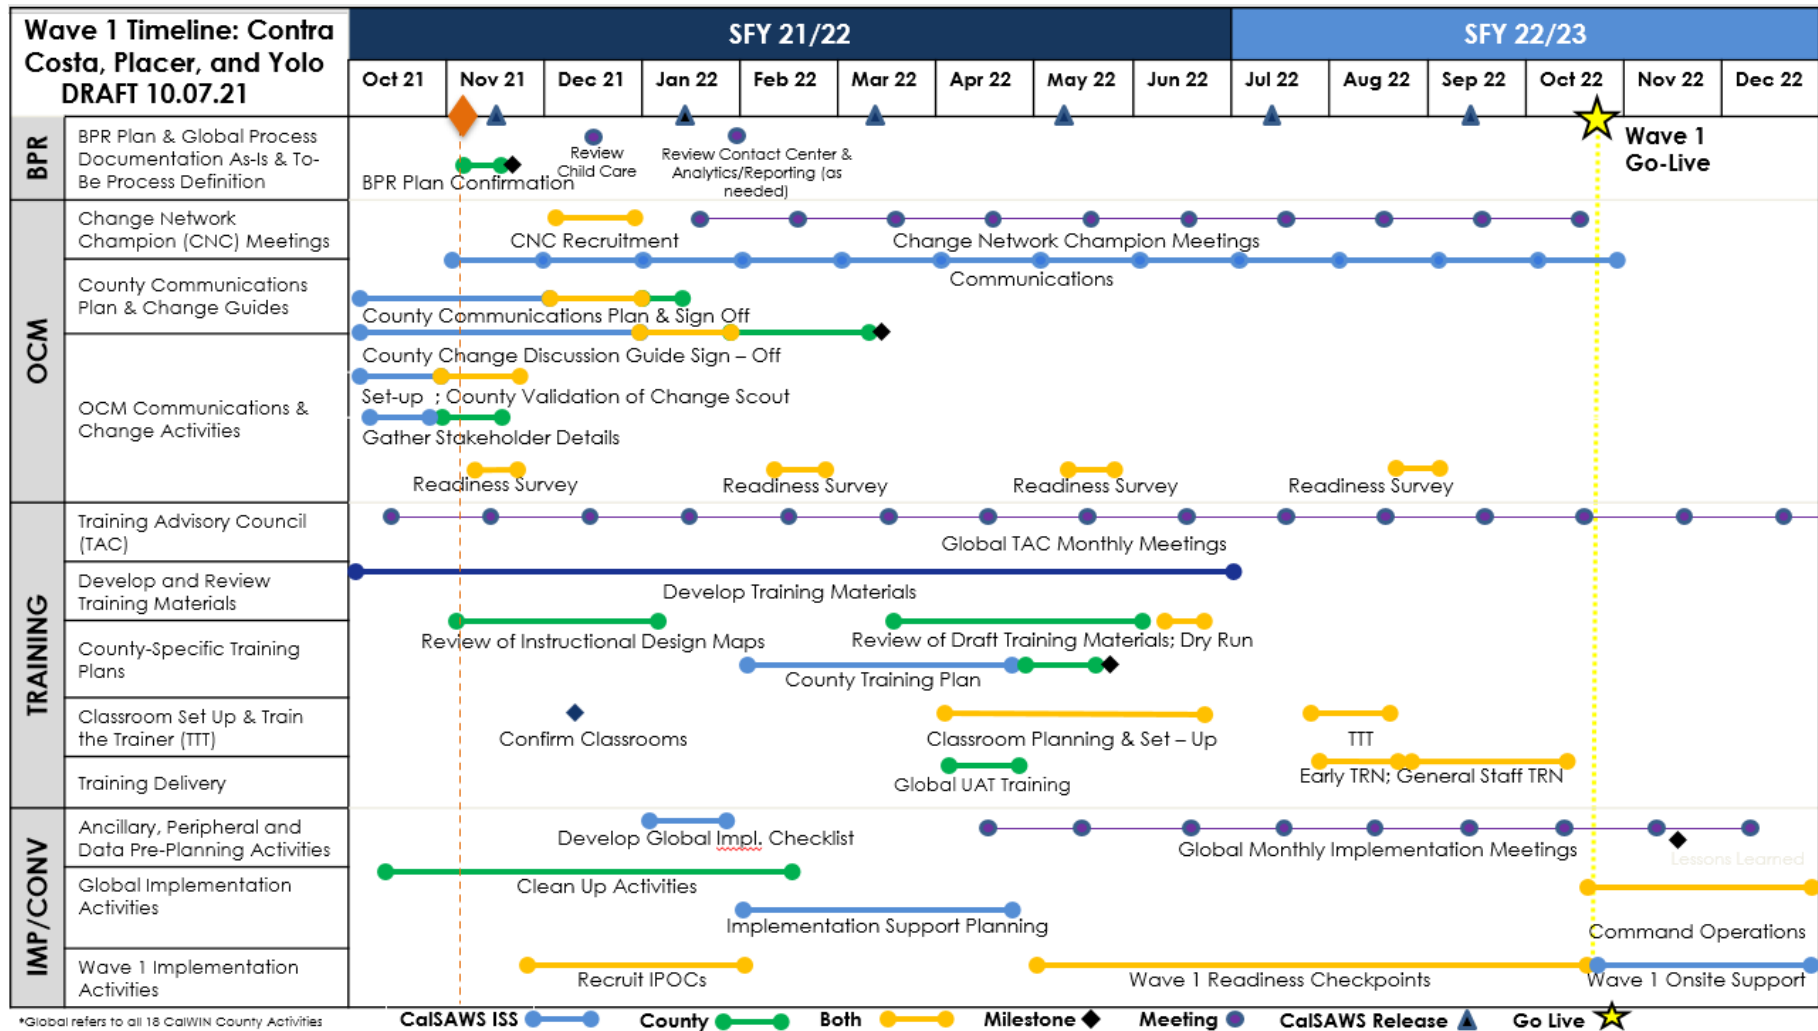 Wave 1 Timeline: Contra
Costa, Placer, and Yolo
DRAFT 10.07.21
SFY 21/22
SFY 22/23
Oct 21
Nov 21
Dec 21
Jan 22
Feb 22
Mar 22
Apr 22
May 22
Jun 22
Jul 22
Aug 22
Sep 22
Oct 22
Nov 22
Dec 22
BPR
BPR Plan & Global Process
Documentation As-Is & To-
Be Process Definition
BPR Plan Confirmation
Review
Child Care
Review Contact Center &
Analytics/Reporting (as
needed)
Wave 1
Go-Live
OCM
Change Network
Champion (CNC) Meetings
CNC Recruitment
Change Network Champion Meetings
Communications
County Communications
Plan & Change Guides
County Communications Plan & Sign Off
County Change Discussion Guide Sign – Off
OCM Communications &
Change Activities
Set-up ; County Validation of Change Scout
Gather Stakeholder Details
Readiness Survey
Readiness Survey
Readiness Survey
Readiness Survey
TRAINING
Training Advisory Council
(TAC)
Global TAC Monthly Meetings
Develop and Review
Training Materials
Develop Training Materials
Review of Instructional Design Maps
Review of Draft Training Materials; Dry Run
County-Specific Training
Plans
County Training Plan
Classroom Set Up & Train
the Trainer (TTT)
Confirm Classrooms
Classroom Planning & Set – Up
TTT
Training Delivery
Global UAT Training
Early TRN; General Staff TRN
IMP/CONV
Ancillary, Peripheral and
Data Pre-Planning Activities
Develop Global Impl. Checklist
Global Monthly Implementation Meetings
Lessons Learned
Global Implementation
Activities
Clean Up Activities
Implementation Support Planning
Command Operations
Wave 1 Implementation
Activities
Recruit IPOCs
Wave 1 Readiness Checkpoints
Wave 1 Onsite Support
*Global refers to all 18 CalWIN County Activities
CalSAWS ISS
County
Both
Milestone
Meeting
CalSAWS Release
Go Live